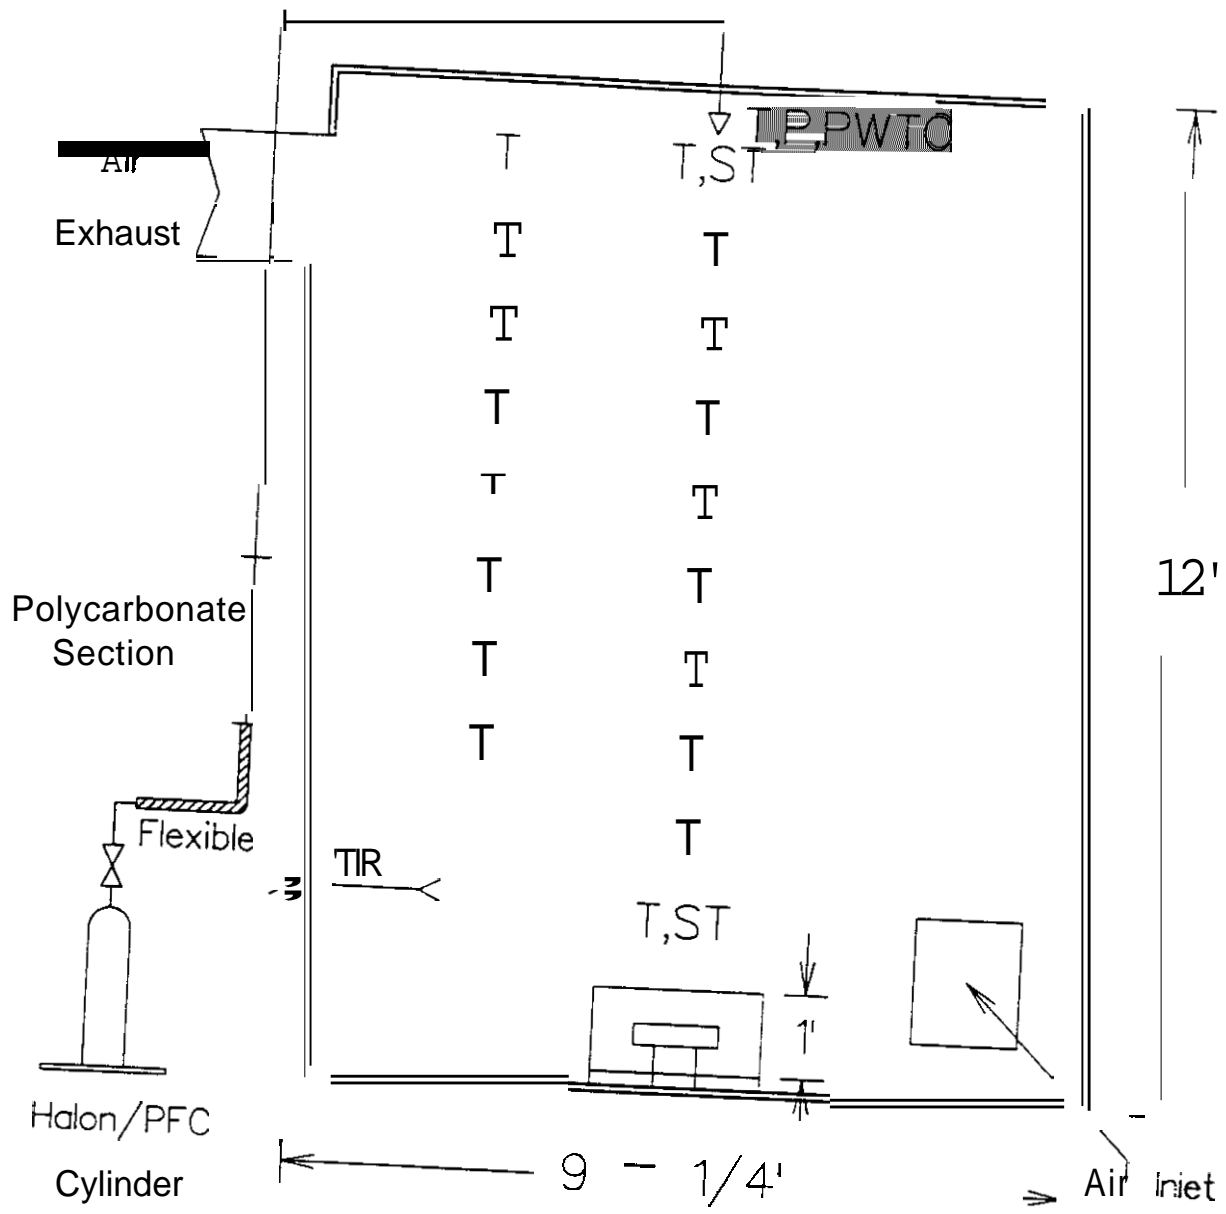 T,P,PWTC
Air
T
T,ST
Exhaust
T
T
T
T
T
T
T
T
T
T
12'
Polycarbonate
Section
T
T
T
T
Flexible
T
TIR
T,ST
1'
Halon/PFC
Cylinder
9 - 1/4'
Air Inlet